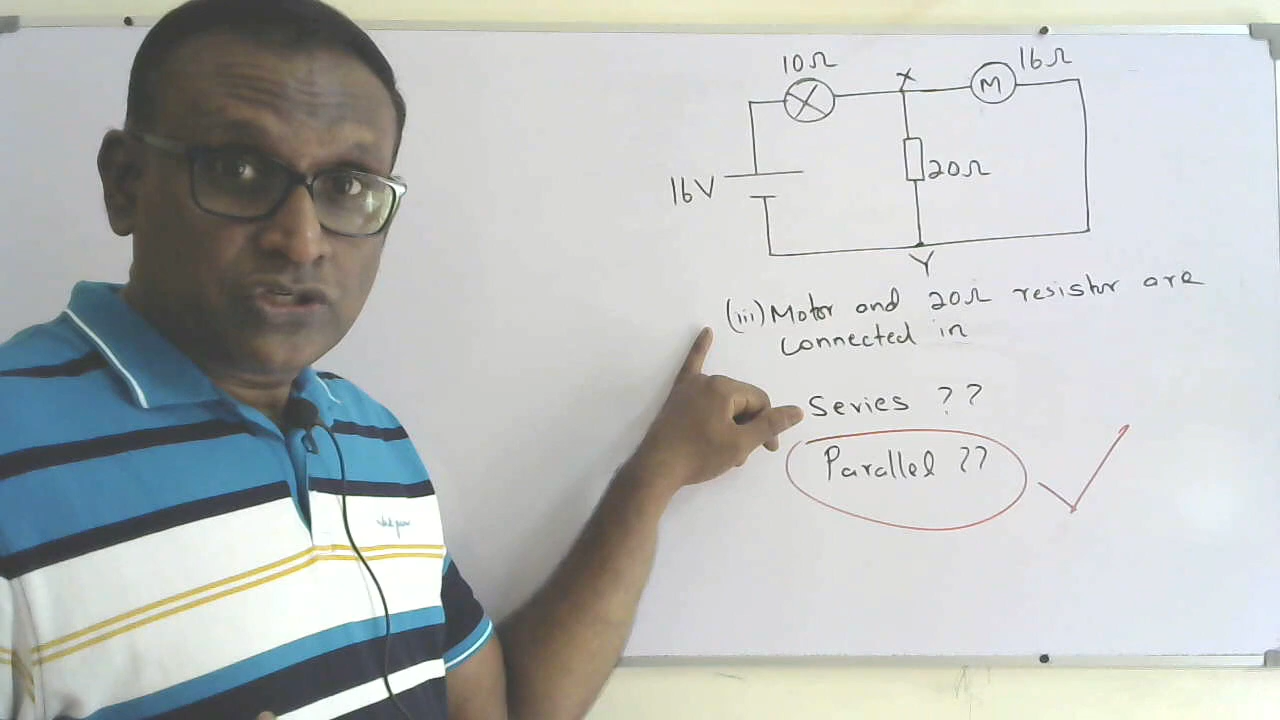 10Ω
X
M
16Ω
20Ω
16V
Y
(iii) Motor and 20Ω resistor are
connected in
Series ??
Parallel ??